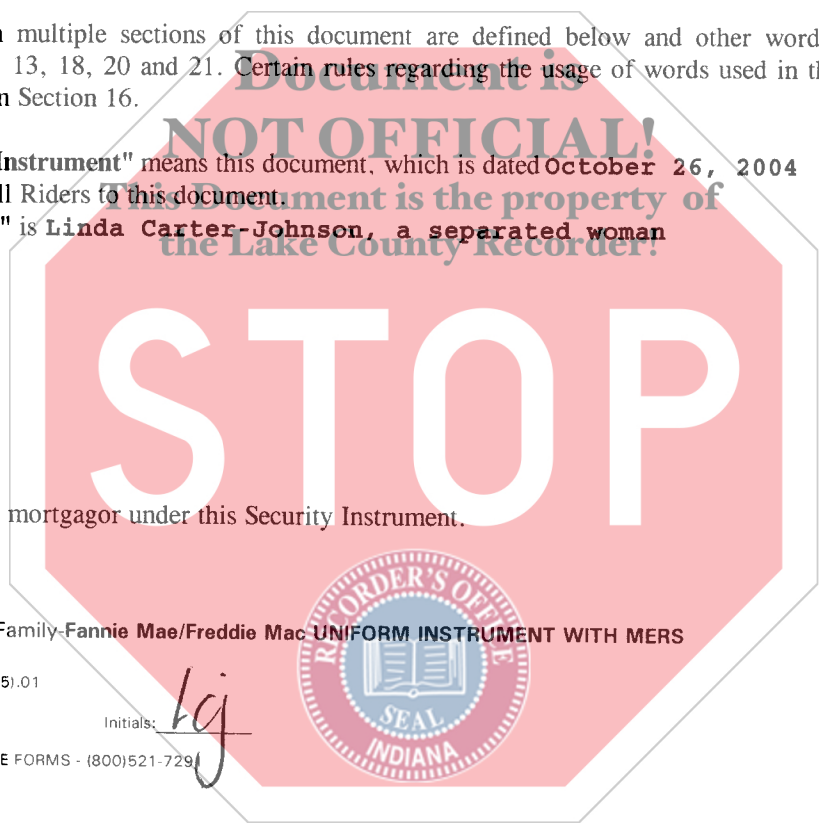 multiple sections of this document are defined below and other word
13, 18, 20 and 21. Certain rules regarding the usage of words used in th
n Section 16.
Document is
NOT OFFICIAL!
This Document is the property of
the Lake County Recorder!
Instrument" means this document, which is dated October 26, 2004
ll Riders to this document.
" is Linda Carter-Johnson, a separated woman
STOP
mortgagor under this Security Instrument.
RECORDER'S OFFICE
SEAL
INDIANA
Family-Fannie Mae/Freddie Mac UNIFORM INSTRUMENT WITH MERS
5).01
Initials: lcj
E FORMS - (800)521-729